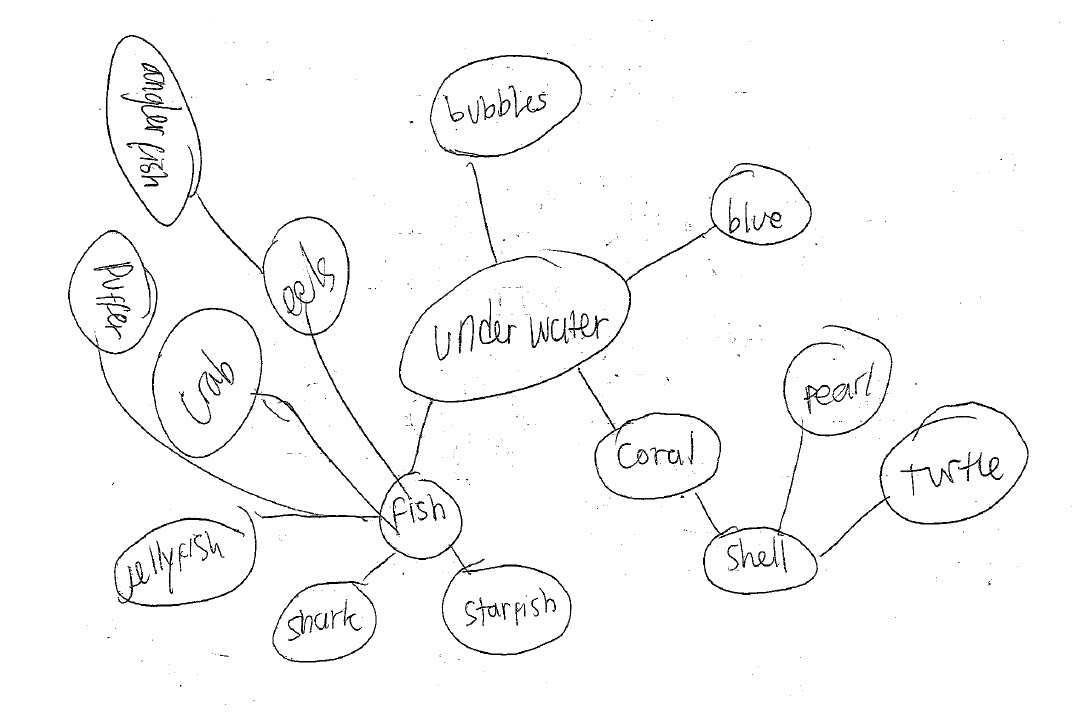 angler fish
bubbles
blue
eels
Puffer
under water
crab
pearl
coral
turtle
fish
jellyfish
shell
shark
starfish